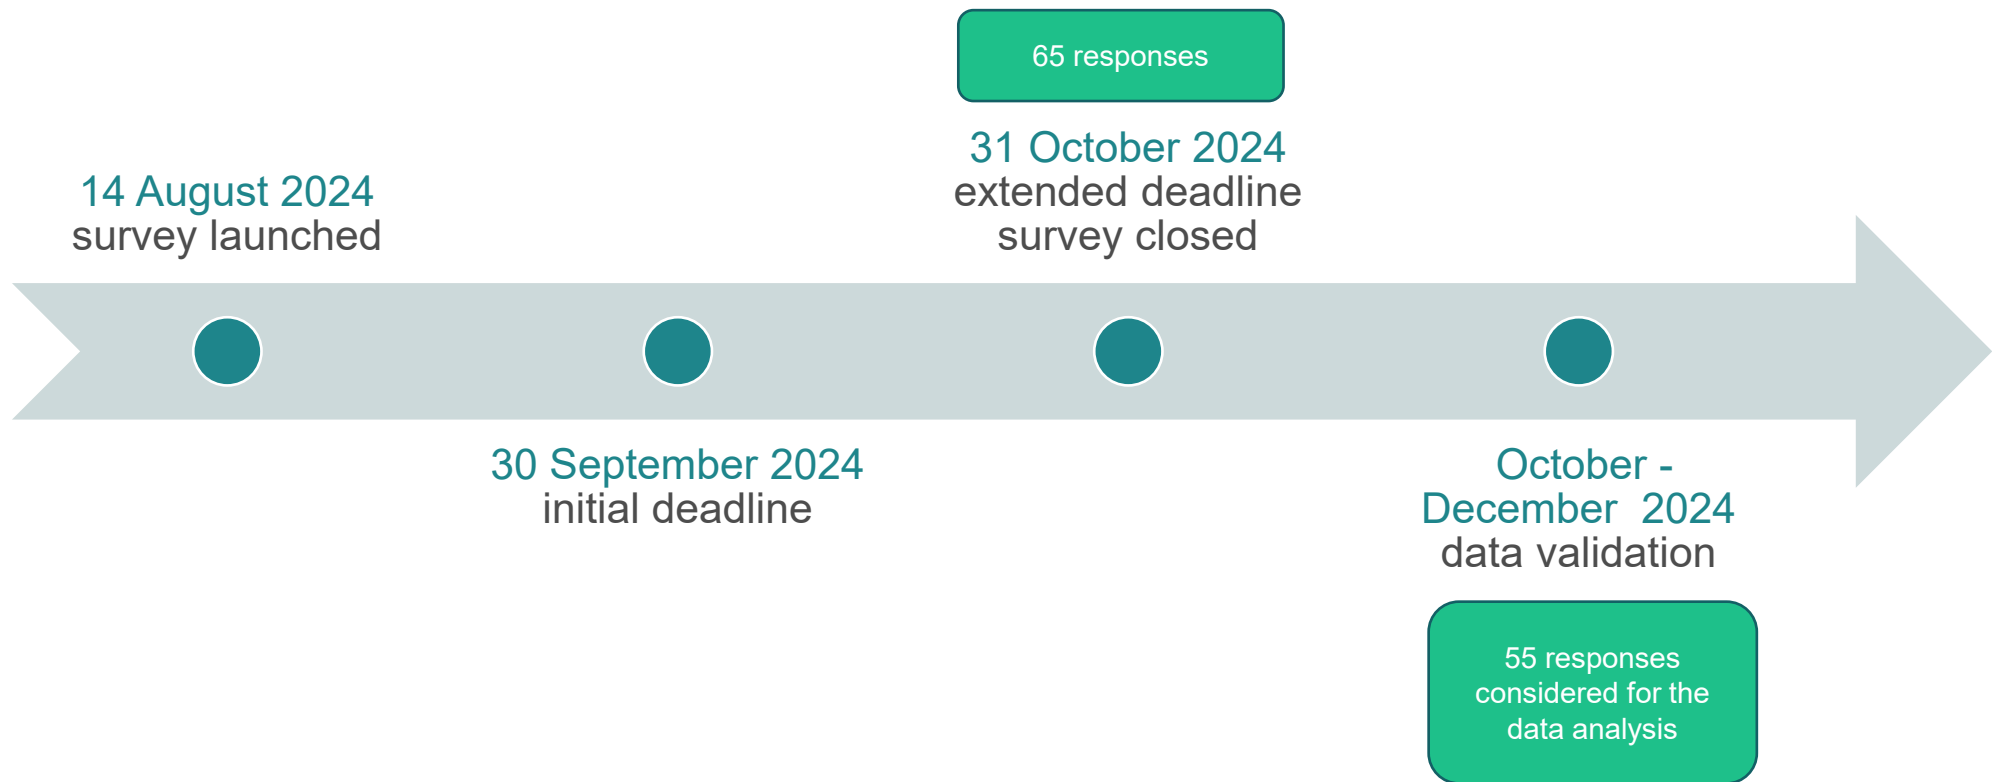 65 responses
31 October 2024
extended deadline
survey closed
14 August 2024
survey launched
30 September 2024
initial deadline
October -
December  2024
data validation
55 responses
considered for the
data analysis